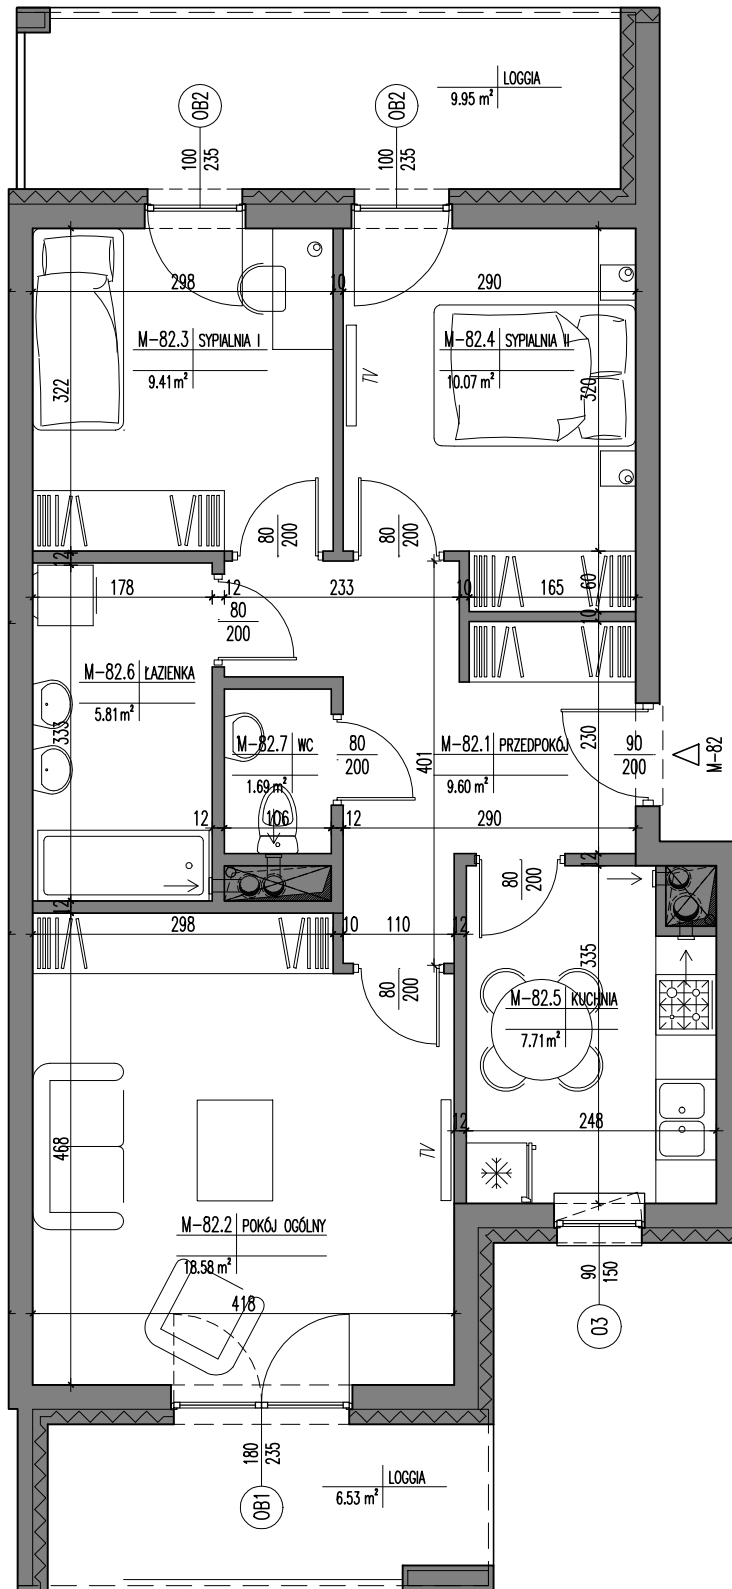 LOGGIA
9.95 m²
OB2
100
235
OB2
100
235
298
10
290
M-82.3 SYPIALNIA I
9.41 m²
M-82.4 SYPIALNIA II
10.07 m²
TV
322
320
80
200
80
200
12
178
12
233
10
165
60
10
80
200
M-82.6 ŁAZIENKA
5.81 m²
333
M-82.7 WC
1.69 m²
80
200
401
M-82.1 PRZEDPOKÓJ
9.60 m²
230
90
200
M-82
12
106
12
290
12
80
200
12
298
10
110
12
335
80
200
M-82.5 KUCHNIA
7.71 m²
468
TV
12
248
M-82.2 POKÓJ OGÓLNY
18.58 m²
418
90
150
O3
180
235
OB1
LOGGIA
6.53 m²